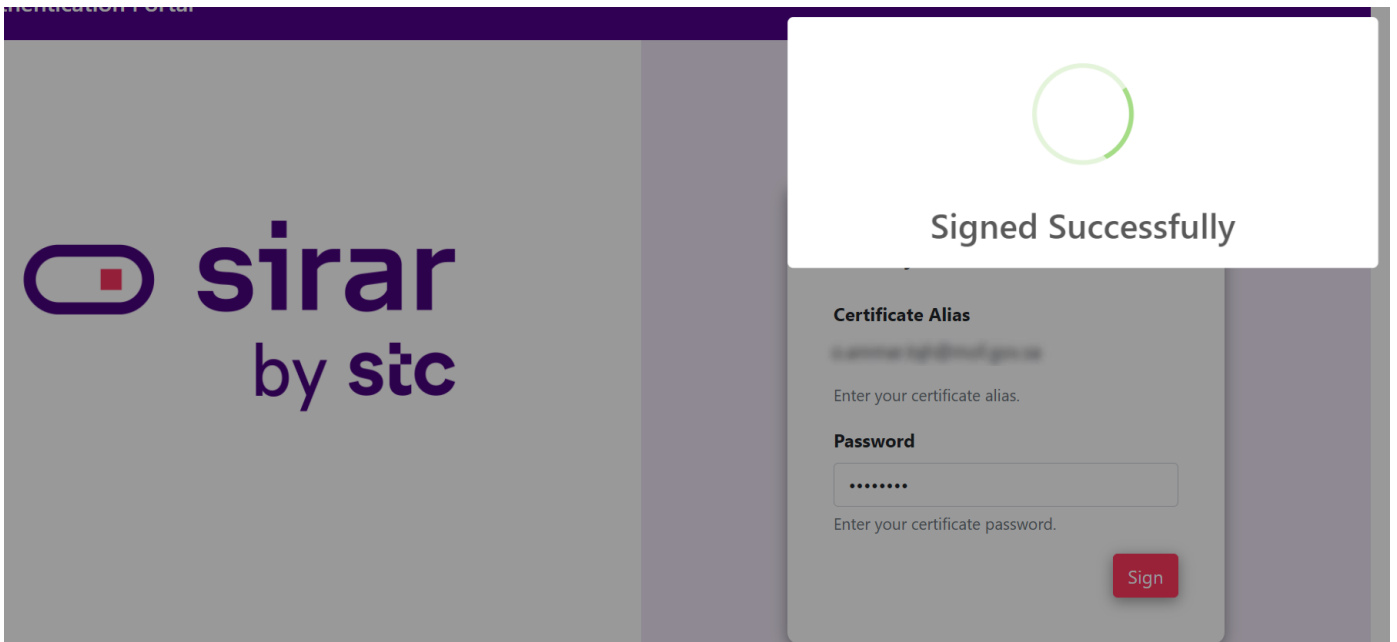 Signed Successfully
sirar
by stc
Certificate Alias
Enter your certificate alias.
Password
••••••••
Enter your certificate password.
Sign